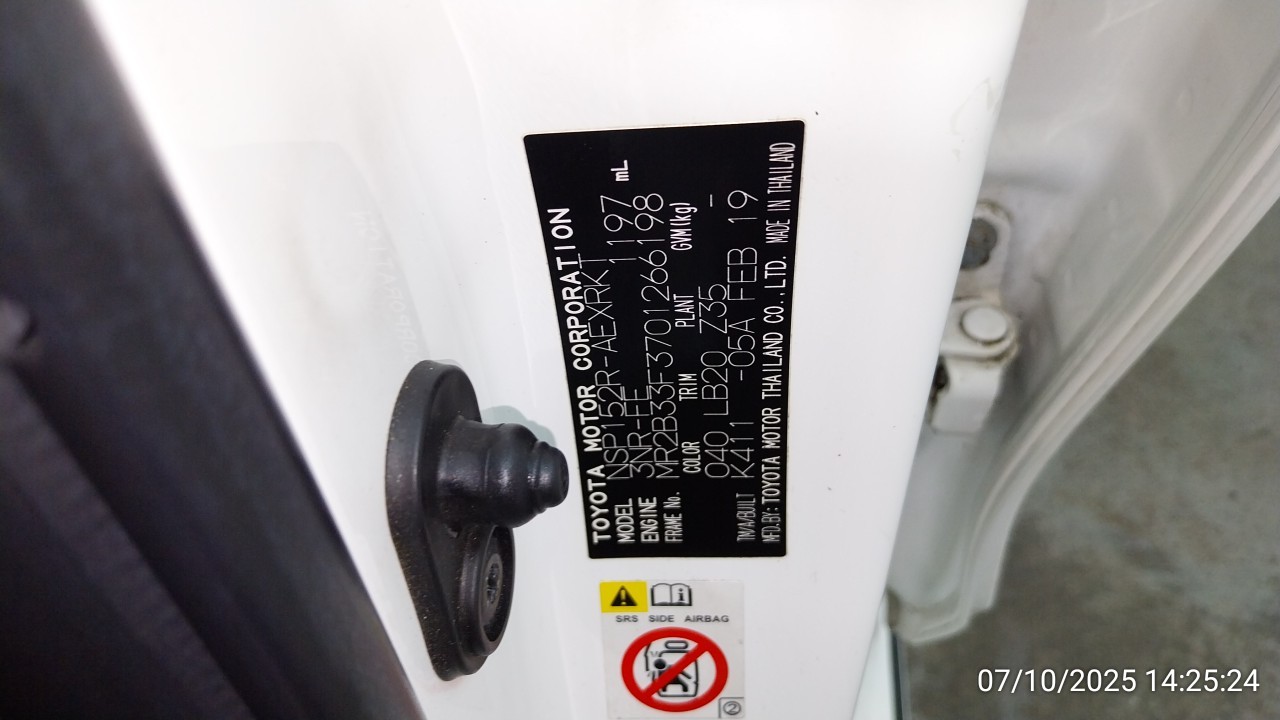 TOYOTA MOTOR CORPORATION
MODEL NSP152R-AEXRKT
ENGINE 3NR-FE 1197 mL
FRAME No. MR2B33F3701266198
COLOR TRIM PLANT GVM(kg)
040 LB20 Z35 -
TM/A/BUILT K411 -05A FEB 19
MFD.BY:TOYOTA MOTOR THAILAND CO.,LTD. MADE IN THAILAND
SRS SIDE AIRBAG
2
07/10/2025 14:25:24